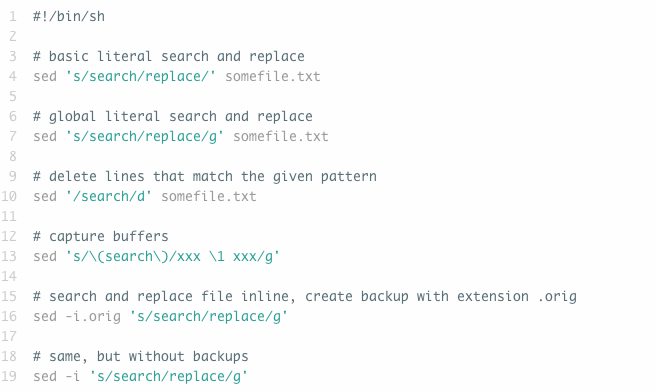 1 #!/bin/sh
2
3 # basic literal search and replace
4 sed 's/search/replace/' somefile.txt
5
6 # global literal search and replace
7 sed 's/search/replace/g' somefile.txt
8
9 # delete lines that match the given pattern
10 sed '/search/d' somefile.txt
11
12 # capture buffers
13 sed 's/\(search\)/xxx \1 xxx/g'
14
15 # search and replace file inline, create backup with extension .orig
16 sed -i.orig 's/search/replace/g'
17
18 # same, but without backups
19 sed -i 's/search/replace/g'